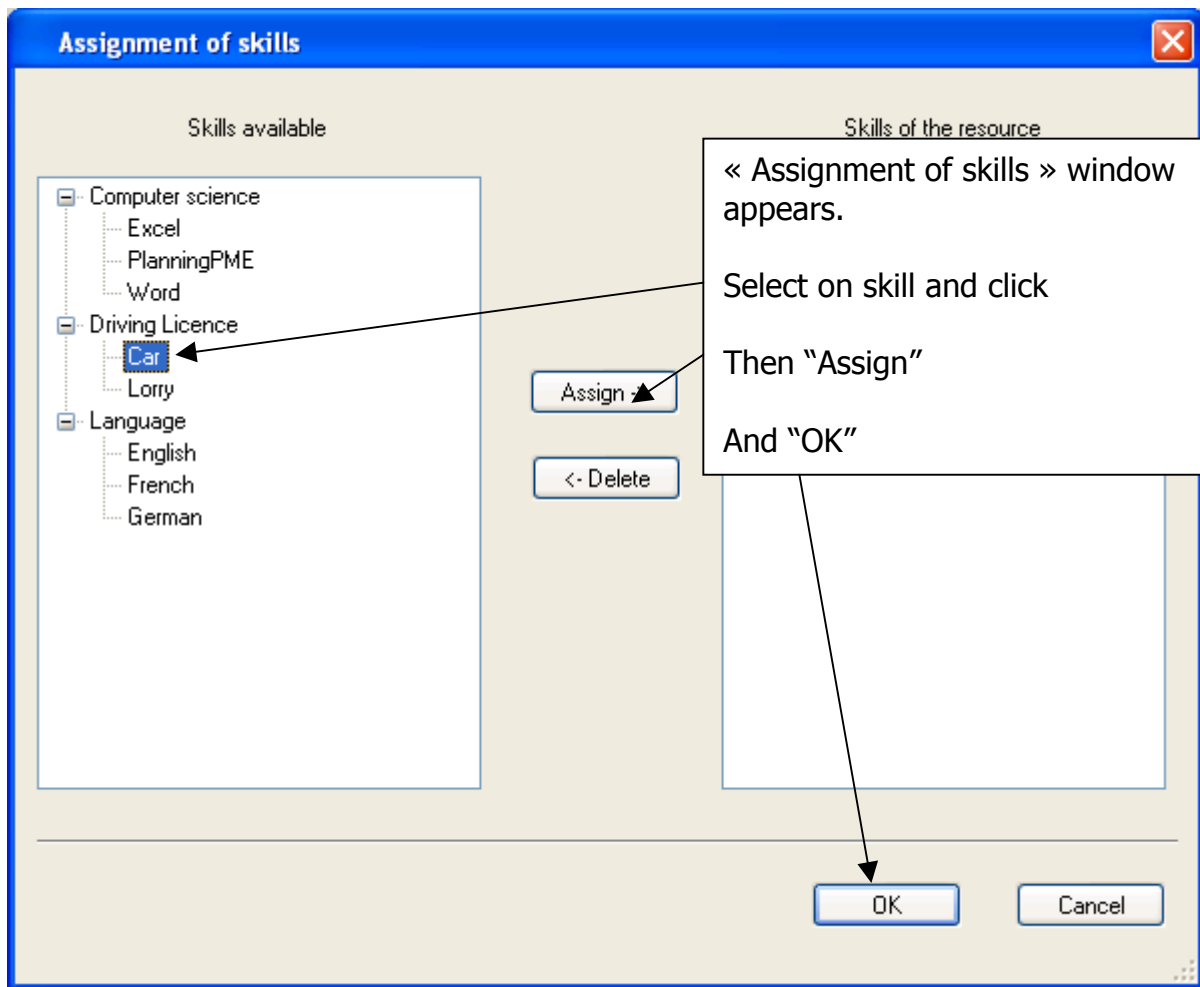 Assignment of skills
Skills available
Skills of the resource
Computer science
Excel
PlanningPME
Word
Driving Licence
Car
Lorry
Language
English
French
German
Assign -
<- Delete
« Assignment of skills » window
appears.
Select on skill and click
Then “Assign”
And “OK”
OK
Cancel